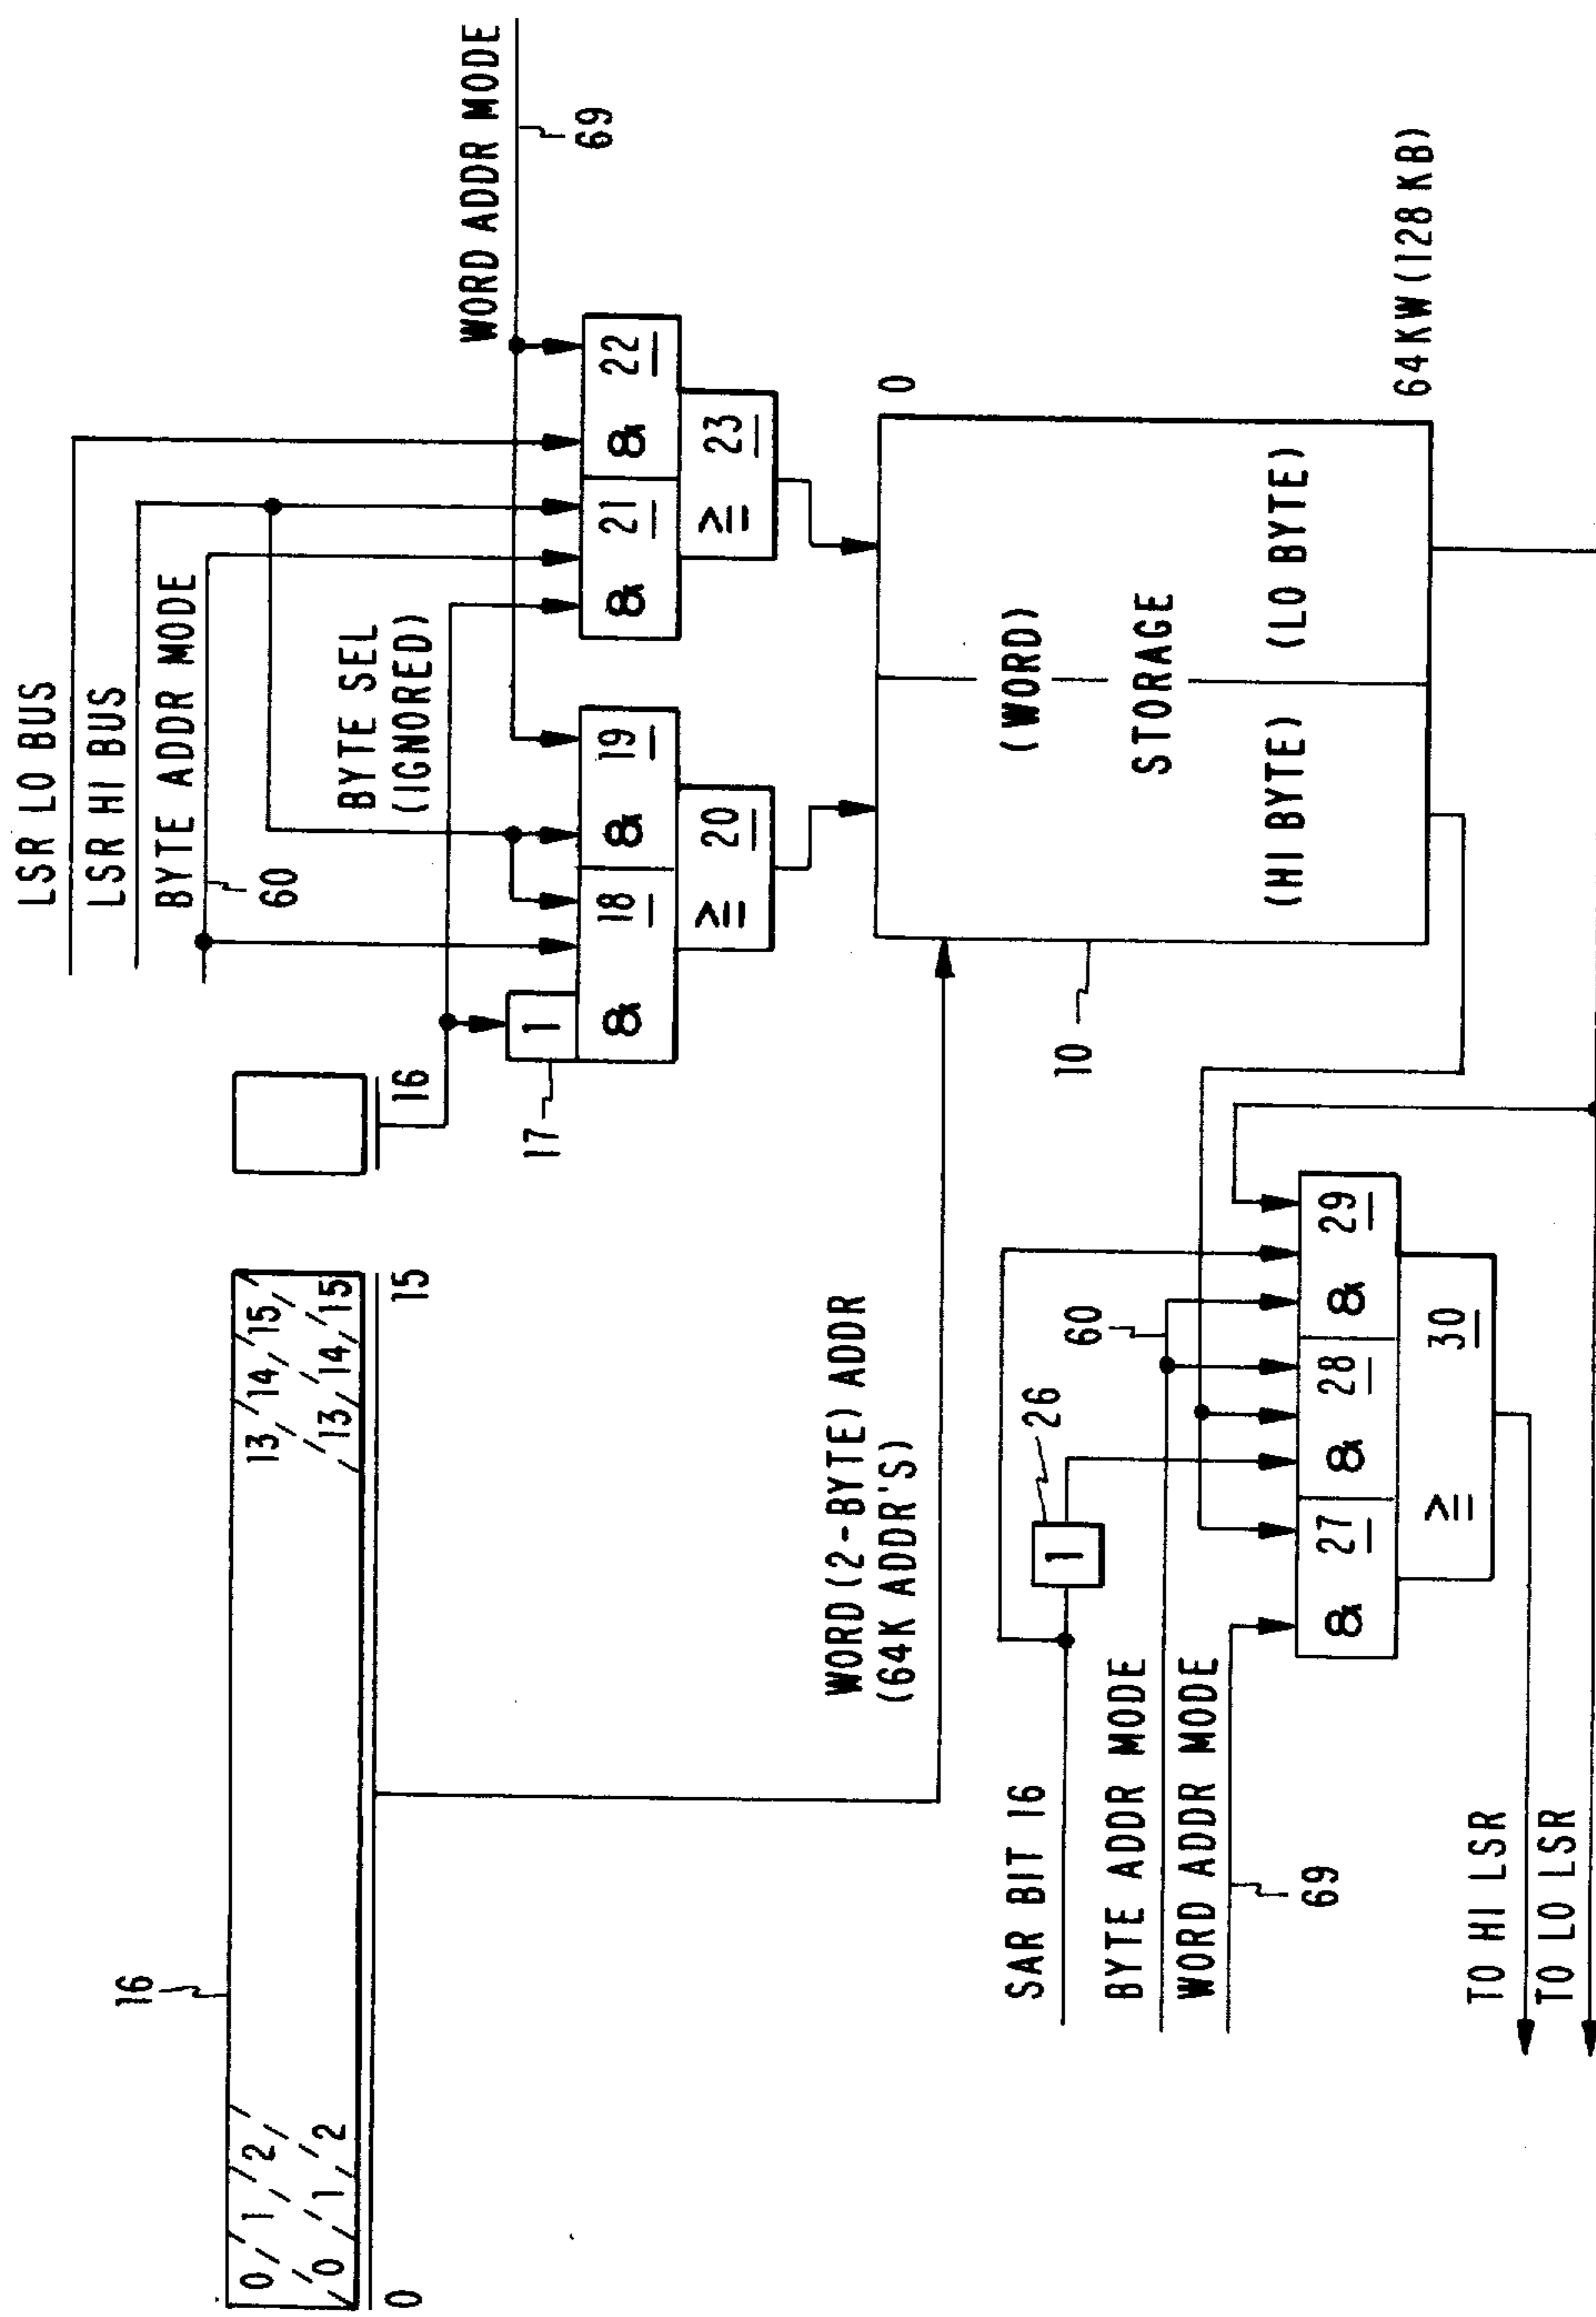 16
0 1 2
0 1 2
13 14 15
13 14 15
0
15
16
LSR LO BUS
LSR HI BUS
BYTE ADDR MODE
60
BYTE SEL
(IGNORED)
WORD ADDR MODE
69
17
1
& 18
& 19
≥1 20
& 21
& 22
≥1 23
WORD (2-BYTE) ADDR
(64K ADDR'S)
10
0
(WORD)
STORAGE
(HI BYTE)
(LO BYTE)
64KW (128 KB)
SAR BIT 16
1
26
60
BYTE ADDR MODE
WORD ADDR MODE
69
& 27
& 28
& 29
≥1 30
TO HI LSR
TO LO LSR